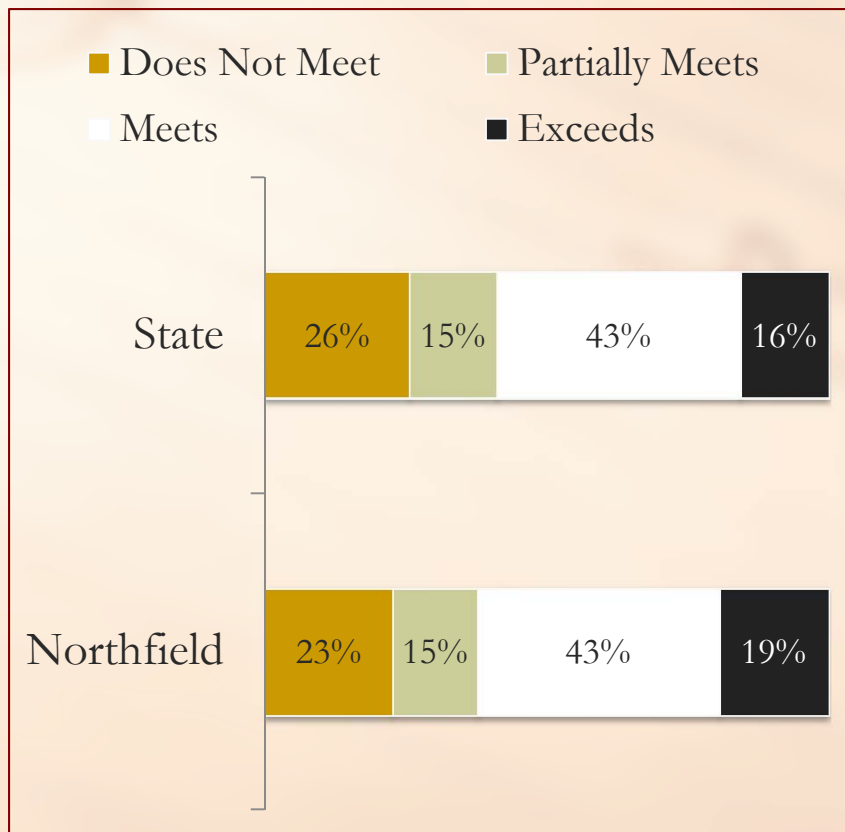 Does Not Meet Partially Meets
Meets Exceeds
State 26% 15% 43% 16%
Northfield 23% 15% 43% 19%